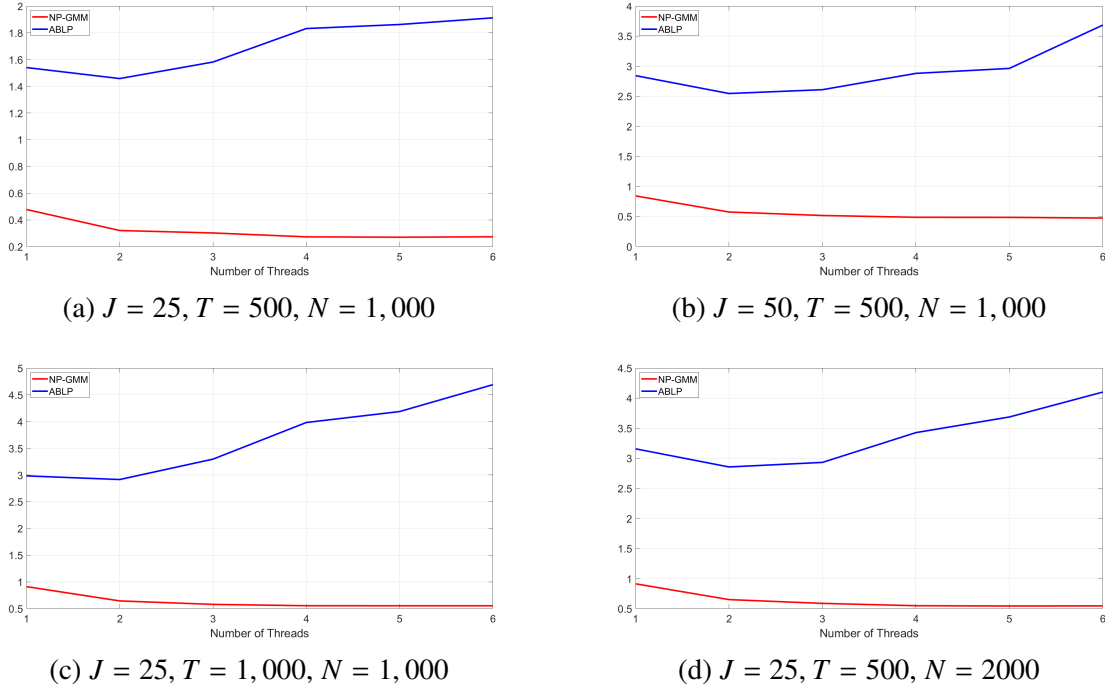 2
1.8
1.6
1.4
1.2
1
0.8
0.6
0.4
0.2
NP-GMM
ABLP
1 2 3 4 5 6
Number of Threads
(a) J = 25, T = 500, N = 1, 000
4
3.5
3
2.5
2
1.5
1
0.5
0
NP-GMM
ABLP
1 2 3 4 5 6
Number of Threads
(b) J = 50, T = 500, N = 1, 000
5
4.5
4
3.5
3
2.5
2
1.5
1
0.5
NP-GMM
ABLP
1 2 3 4 5 6
Number of Threads
(c) J = 25, T = 1, 000, N = 1, 000
4.5
4
3.5
3
2.5
2
1.5
1
0.5
NP-GMM
ABLP
1 2 3 4 5 6
Number of Threads
(d) J = 25, T = 500, N = 2000